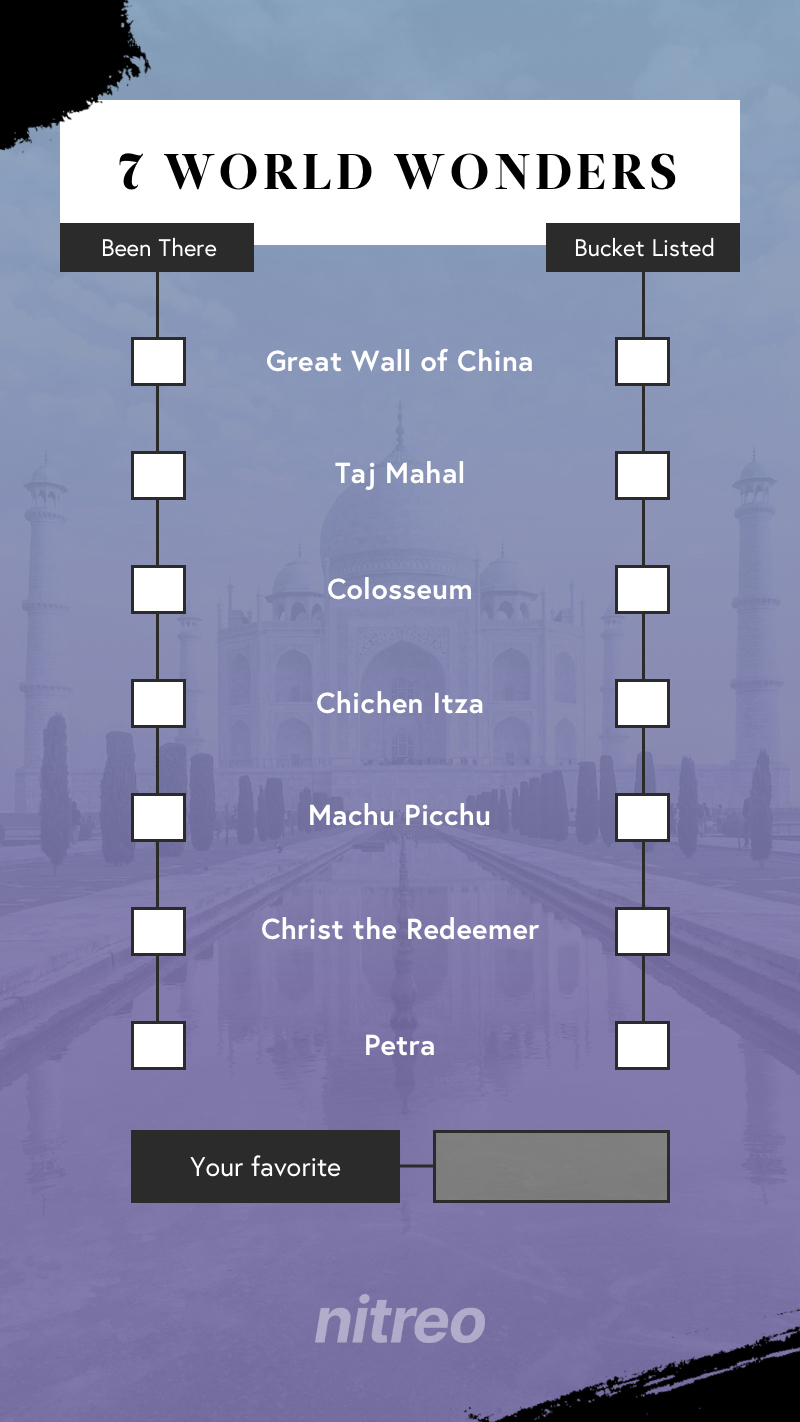 7 WORLD WONDERS
Been There
Bucket Listed
Great Wall of China
Taj Mahal
Colosseum
Chichen Itza
Machu Picchu
Christ the Redeemer
Petra
Your favorite
nitreo